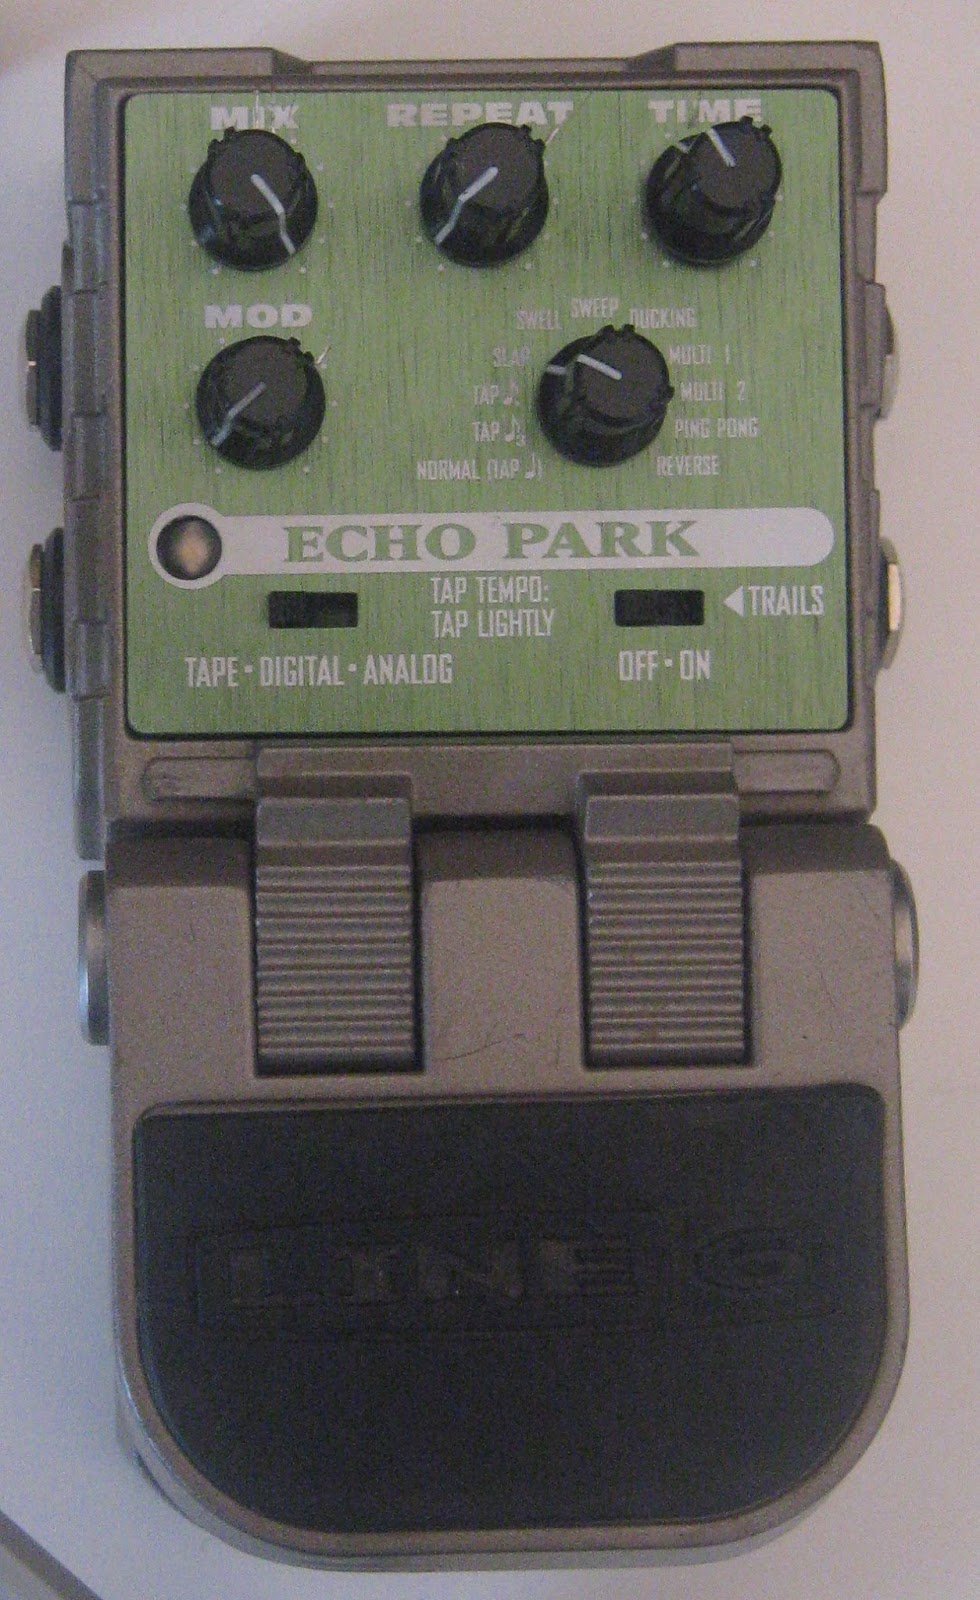 MIX REPEAT TIME
MOD
SWELL SWEEP DUCKING
SLAP MULTI 1
TAP ♪. MULTI 2
TAP ♪3 PING PONG
NORMAL (TAP ♩) REVERSE
ECHO PARK
TAP TEMPO:
TAP LIGHTLY
◀TRAILS
TAPE · DIGITAL · ANALOG
OFF · ON
LINE 6